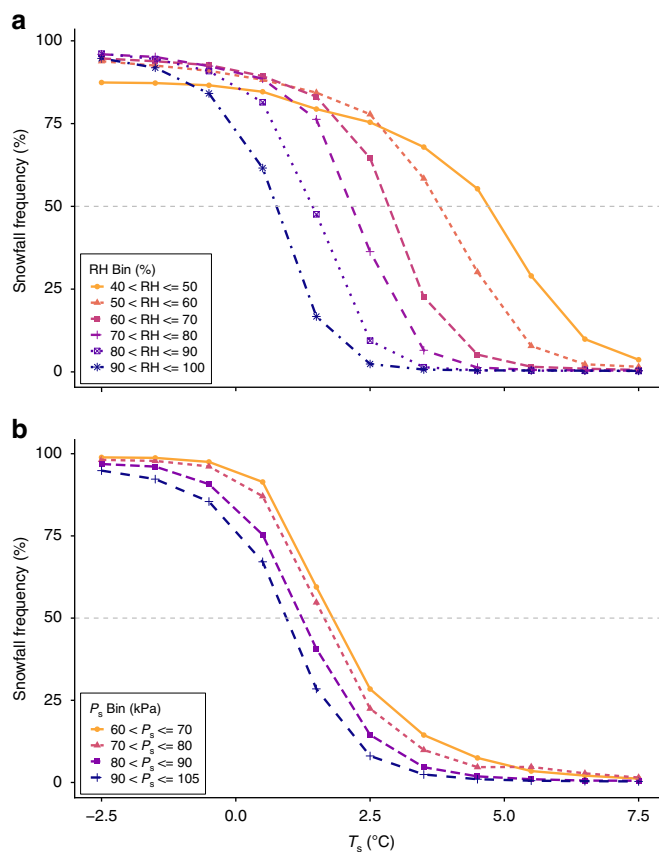 a
100
75
50
25
0
Snowfall frequency (%)
RH Bin (%)
40 < RH <= 50
50 < RH <= 60
60 < RH <= 70
70 < RH <= 80
80 < RH <= 90
90 < RH <= 100
b
100
75
50
25
0
Snowfall frequency (%)
Ps Bin (kPa)
60 < Ps <= 70
70 < Ps <= 80
80 < Ps <= 90
90 < Ps <= 105
−2.5 0.0 2.5 5.0 7.5
Ts (°C)